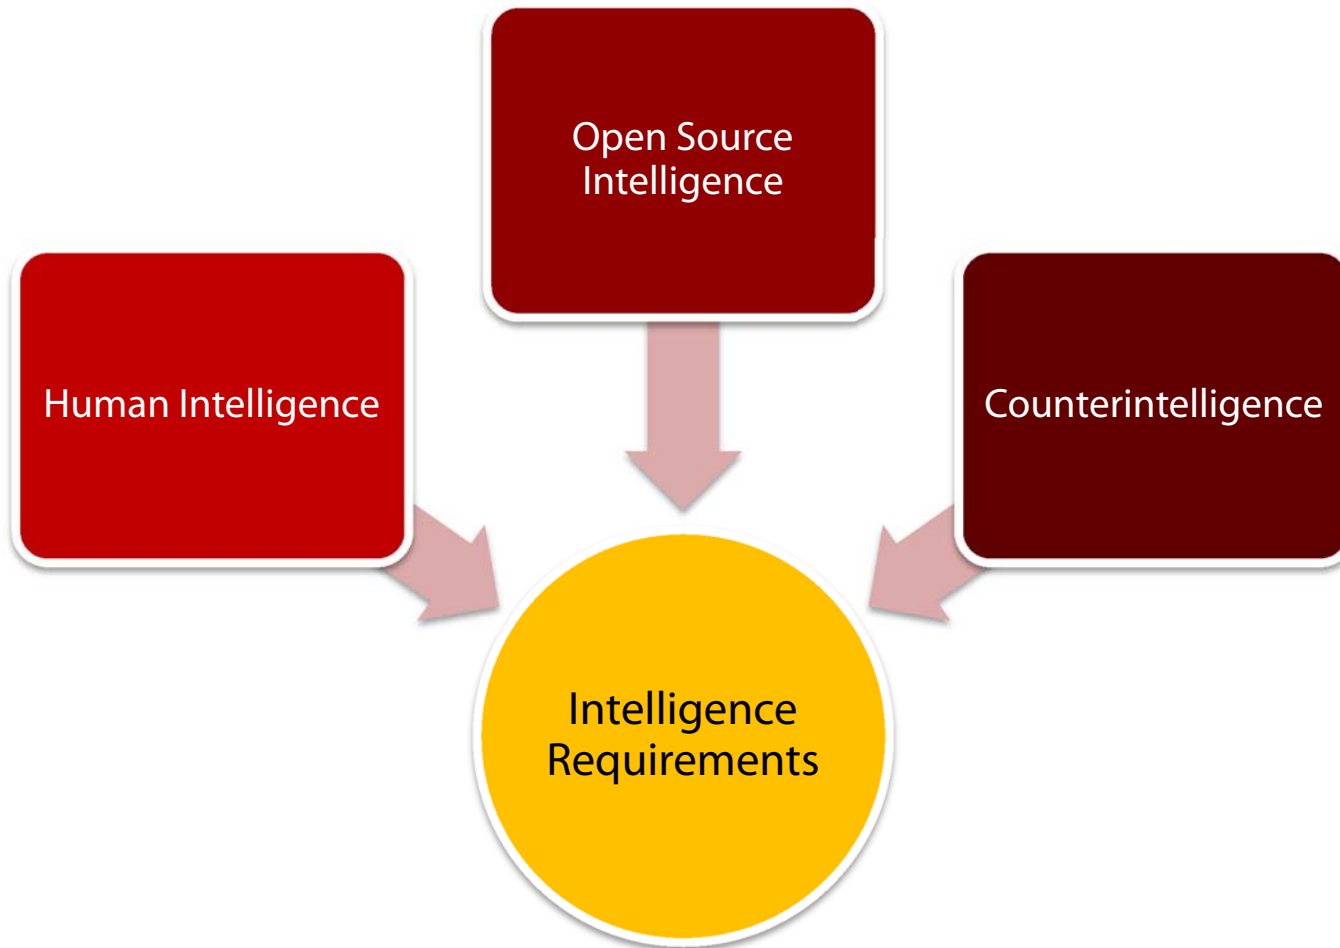 Open Source
Intelligence
Human Intelligence
Counterintelligence
Intelligence
Requirements